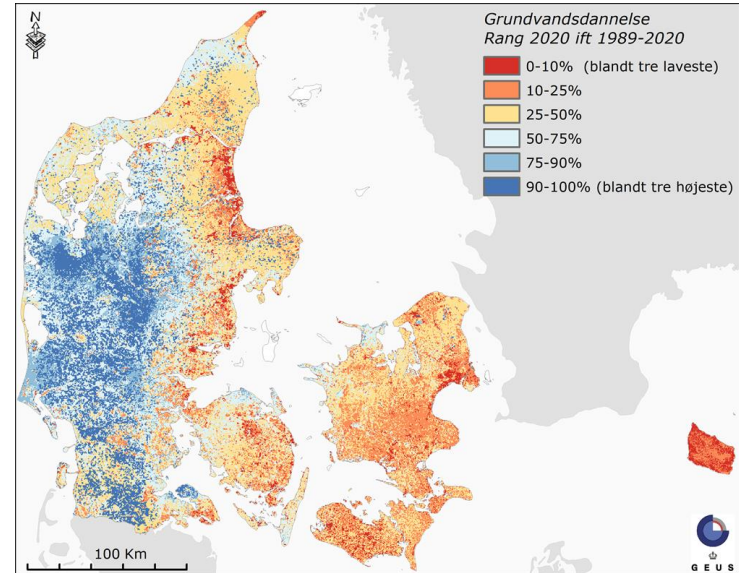 N
Grundvandsdannelse
Rang 2020 ift 1989-2020
0-10% (blandt tre laveste)
10-25%
25-50%
50-75%
75-90%
90-100% (blandt tre højeste)
100 Km
GEUS